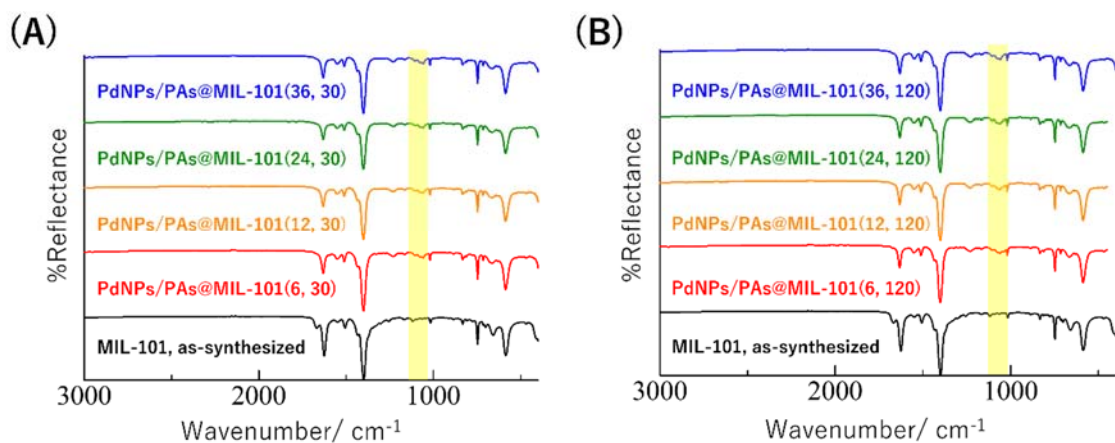 (A)
%Reflectance
PdNPs/PAs@MIL-101(36, 30)
PdNPs/PAs@MIL-101(24, 30)
PdNPs/PAs@MIL-101(12, 30)
PdNPs/PAs@MIL-101(6, 30)
MIL-101, as-synthesized
3000 2000 1000
Wavenumber/ cm⁻¹
(B)
%Reflectance
PdNPs/PAs@MIL-101(36, 120)
PdNPs/PAs@MIL-101(24, 120)
PdNPs/PAs@MIL-101(12, 120)
PdNPs/PAs@MIL-101(6, 120)
MIL-101, as-synthesized
3000 2000 1000
Wavenumber/ cm⁻¹